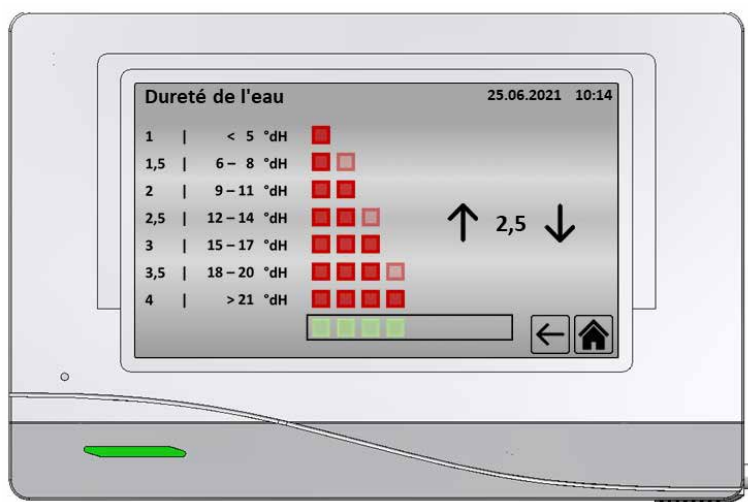 Dureté de l'eau 25.06.2021 10:14
1 | < 5 °dH
1,5 | 6 – 8 °dH
2 | 9 – 11 °dH
2,5 | 12 – 14 °dH
3 | 15 – 17 °dH
3,5 | 18 – 20 °dH
4 | > 21 °dH
2,5